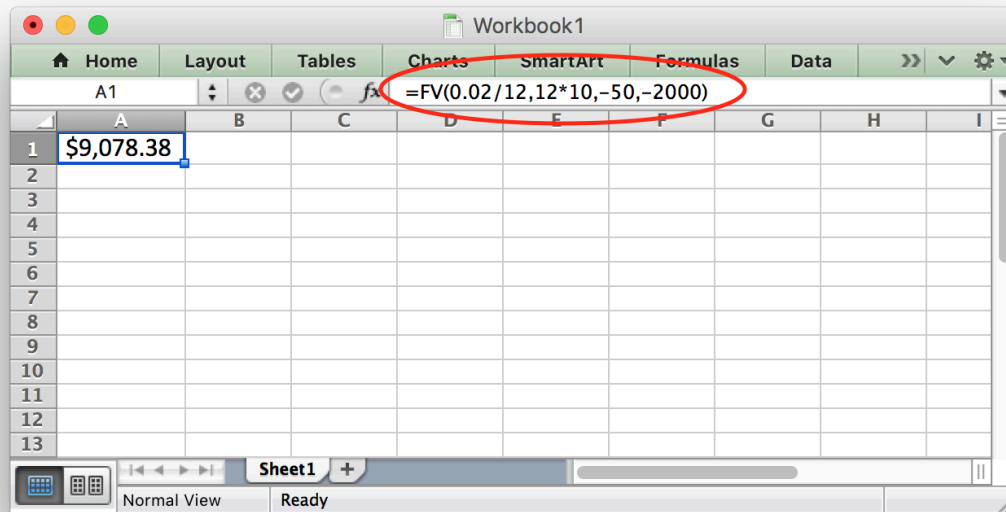 Workbook1
Home Layout Tables Charts SmartArt Formulas Data
A1 fx =FV(0.02/12,12*10,-50,-2000)
A B C D E F G H I
1 $9,078.38
2
3
4
5
6
7
8
9
10
11
12
13
Sheet1 +
Normal View Ready